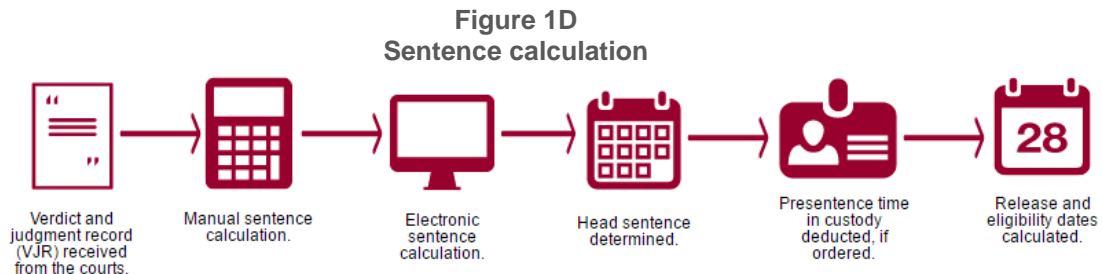 Figure 1D
Sentence calculation
“
”
28
Verdict and
judgment record
(VJR) received
from the courts.
Manual sentence
calculation.
Electronic
sentence
calculation.
Head sentence
determined.
Presentence time
in custody
deducted, if
ordered.
Release and
eligibility dates
calculated.